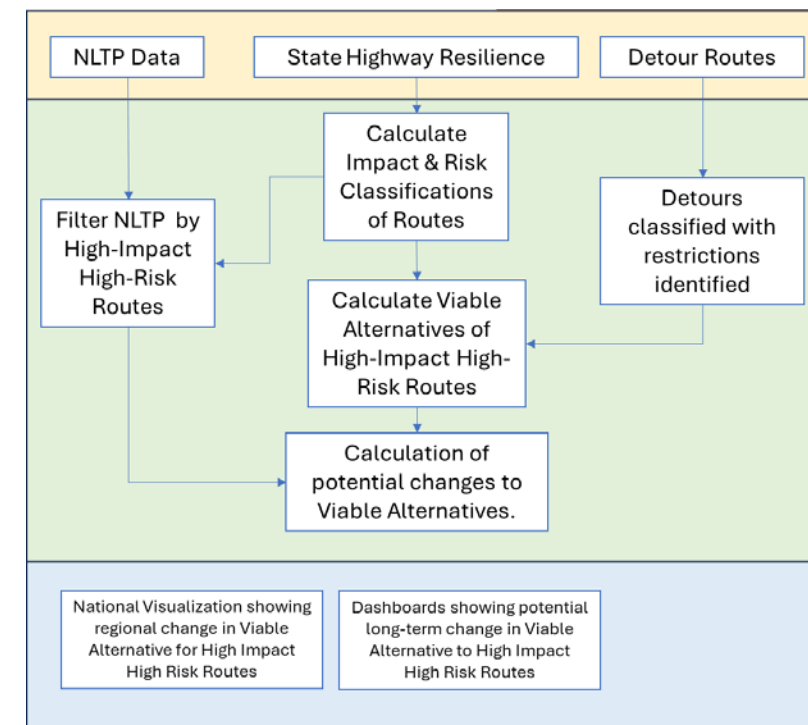 NLTP Data
State Highway Resilience
Detour Routes
Calculate
Impact & Risk
Classifications
of Routes
Filter NLTP by
High-Impact
High-Risk
Routes
Detours
classified with
restrictions
identified
Calculate Viable
Alternatives of
High-Impact High-
Risk Routes
Calculation of
potential changes to
Viable Alternatives.
National Visualization showing
regional change in Viable
Alternative for High Impact
High Risk Routes
Dashboards showing potential
long-term change in Viable
Alternative to High Impact
High Risk Routes